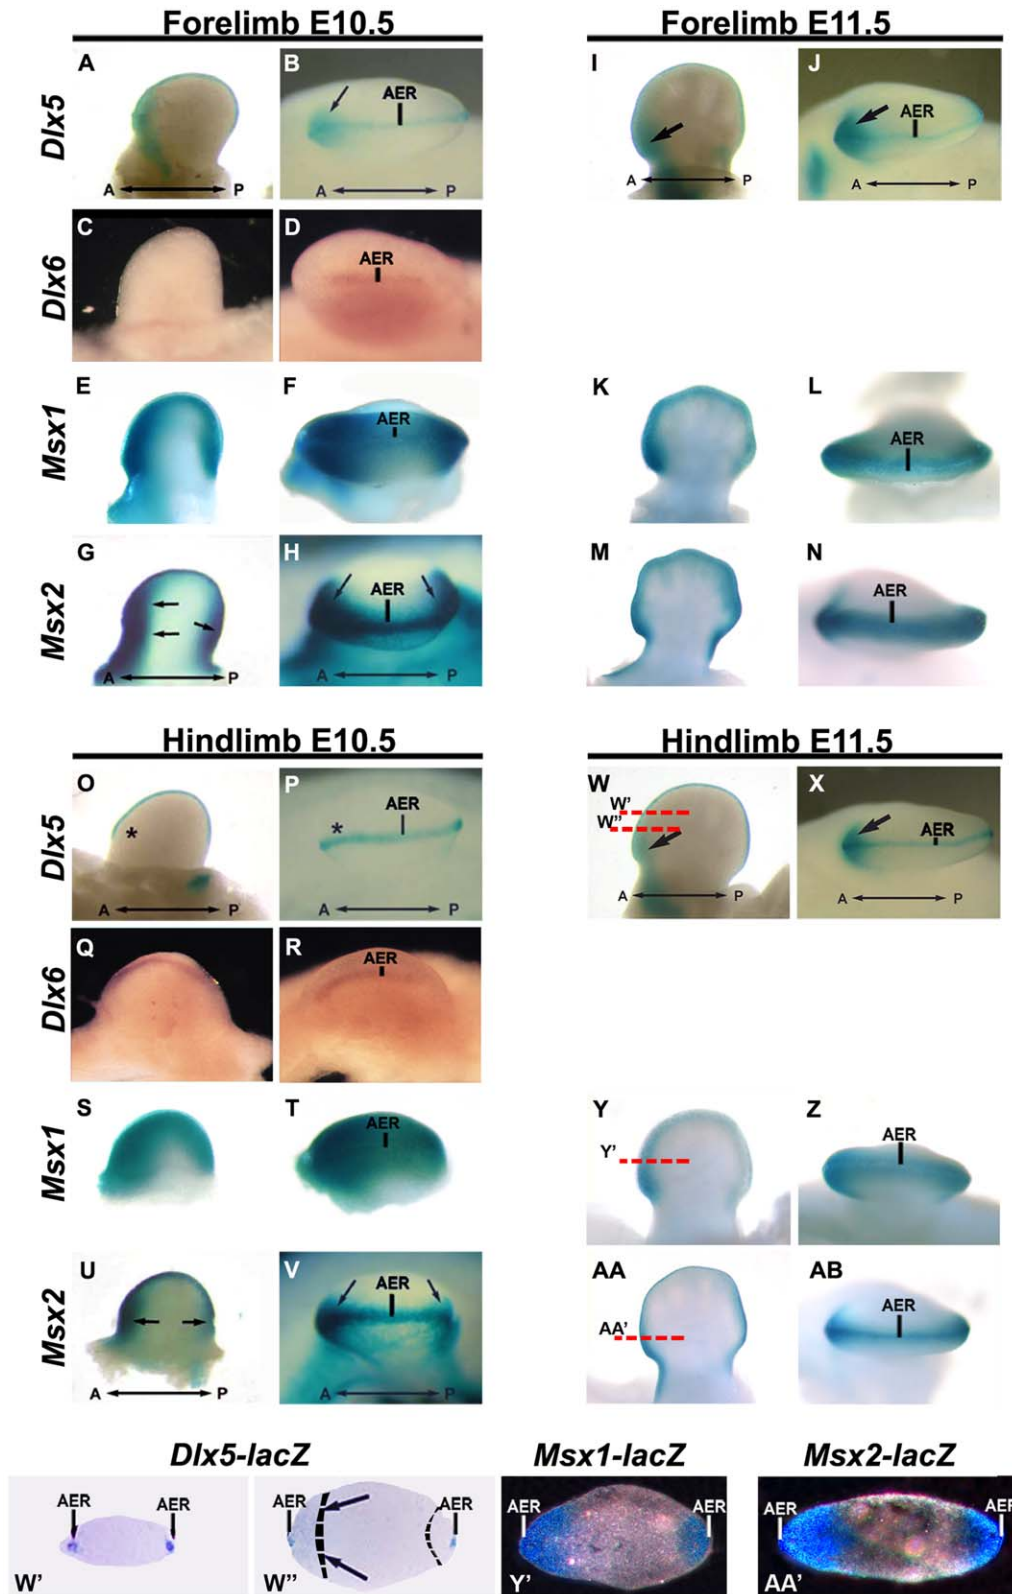 Forelimb E10.5 Forelimb E11.5
Dlx5 A B AER A P A P I J AER A P A P
Dlx6 C D AER
Msx1 E F AER K L AER
Msx2 G H AER A P A P M N AER
Hindlimb E10.5 Hindlimb E11.5
Dlx5 O * P * AER A P A P W W' W'' X AER A P A P
Dlx6 Q R AER
Msx1 S T AER Y Y' Z AER
Msx2 U V AER A P A P AA AA' AB AER
Dlx5-lacZ Msx1-lacZ Msx2-lacZ
AER AER AER AER AER AER AER AER
W' W'' Y' AA'